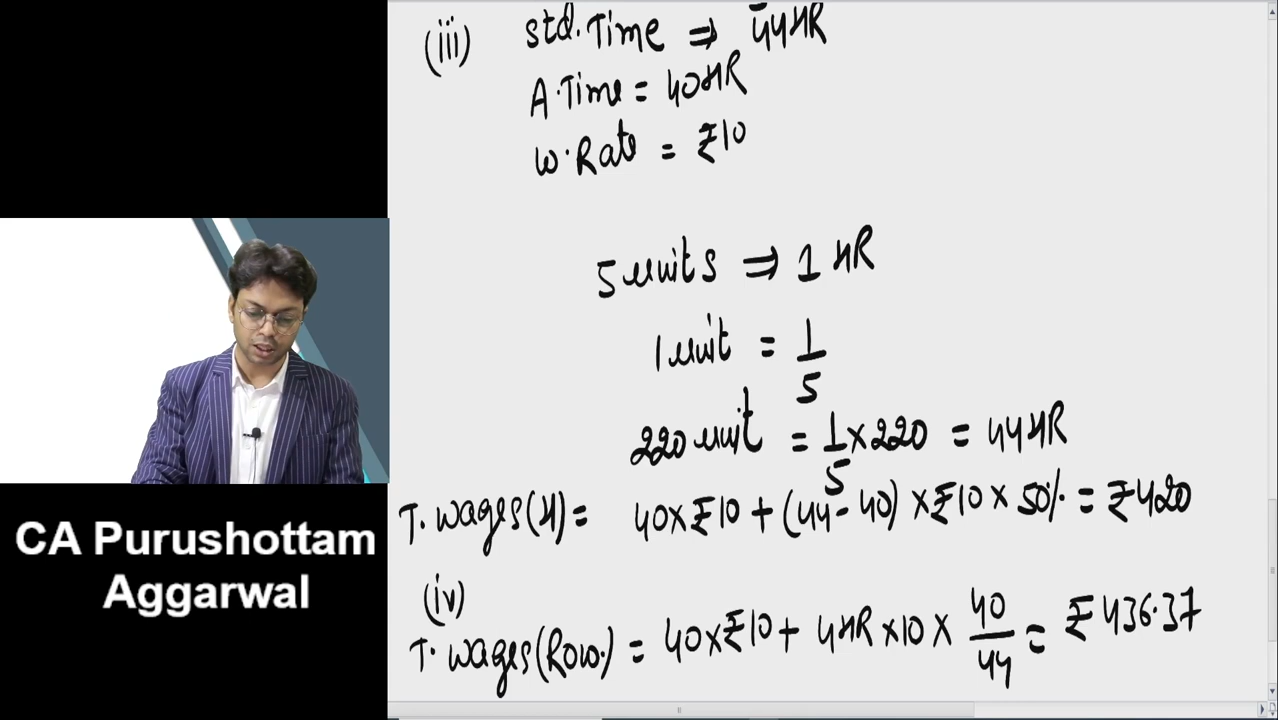 (iii) Std. Time ⇒ 44HR
A. Time = 40HR
W. Rate = ₹10
5 units ⇒ 1 HR
1 unit = 1/5
220 unit = 1/5 × 220 = 44HR
T. wages(H) = 40×₹10 + (44-40) × ₹10 × 50% = ₹420
(iv)
T. wages(Row.) = 40×₹10 + 4HR ×10 × 40/44 = ₹436.37
CA Purushottam
Aggarwal